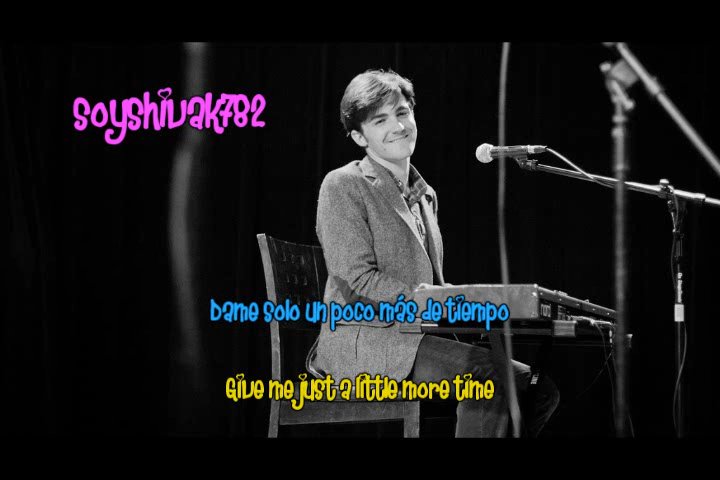 Soyshivak782
Dame solo un poco más de tiempo
Give me just a little more time